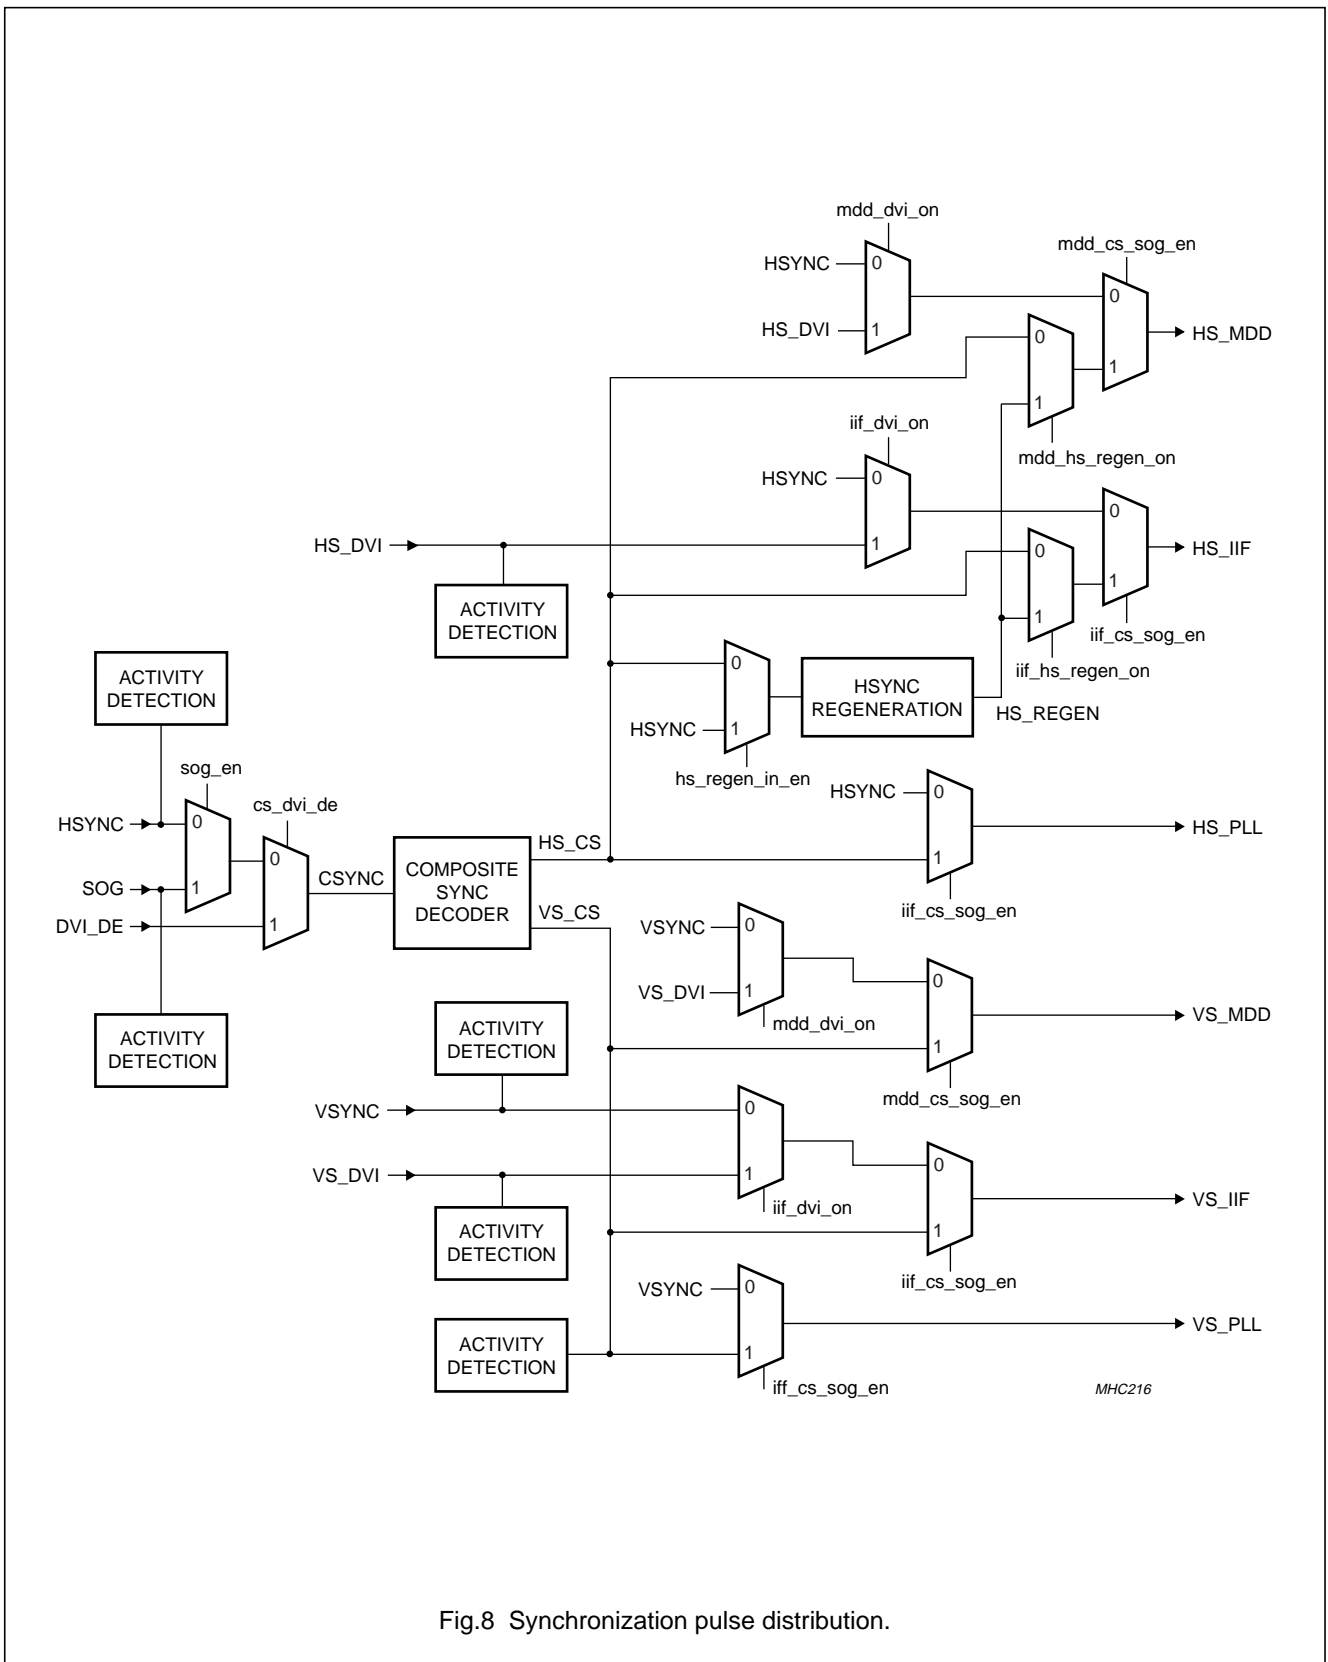 mdd_dvi_on
HSYNC
0
mdd_cs_sog_en
0
HS_DVI
1
HS_MDD
0
1
1
iif_dvi_on
mdd_hs_regen_on
HSYNC
0
0
HS_DVI
1
HS_IIF
0
1
ACTIVITY
DETECTION
1
iif_cs_sog_en
iif_hs_regen_on
ACTIVITY
DETECTION
0
HSYNC
REGENERATION
HS_REGEN
HSYNC
1
hs_regen_in_en
sog_en
cs_dvi_de
HSYNC
0
HSYNC
0
HS_PLL
HS_CS
0
1
CSYNC
COMPOSITE
SYNC
DECODER
SOG
1
iif_cs_sog_en
VS_CS
DVI_DE
1
VSYNC
0
0
VS_DVI
1
VS_MDD
mdd_dvi_on
ACTIVITY
DETECTION
ACTIVITY
DETECTION
1
mdd_cs_sog_en
VSYNC
0
0
VS_DVI
1
VS_IIF
iif_dvi_on
ACTIVITY
DETECTION
1
iif_cs_sog_en
VSYNC
0
VS_PLL
ACTIVITY
DETECTION
1
iff_cs_sog_en
MHC216
Fig.8 Synchronization pulse distribution.